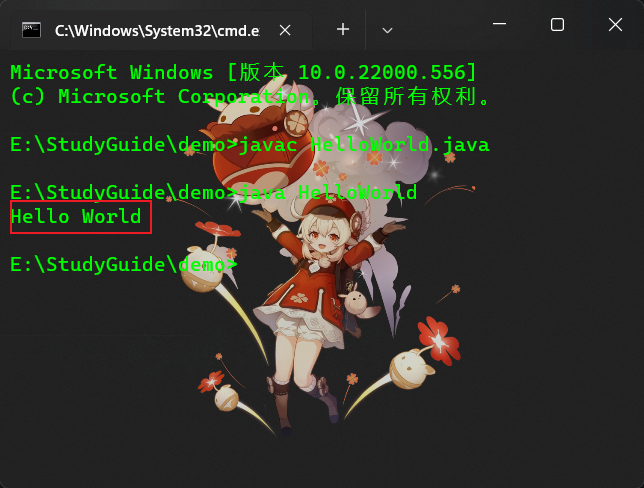 C:\Windows\System32\cmd.e
Microsoft Windows [版本 10.0.22000.556]
(c) Microsoft Corporation。保留所有权利。
E:\StudyGuide\demo>javac HelloWorld.java
E:\StudyGuide\demo>java HelloWorld
Hello World
E:\StudyGuide\demo>